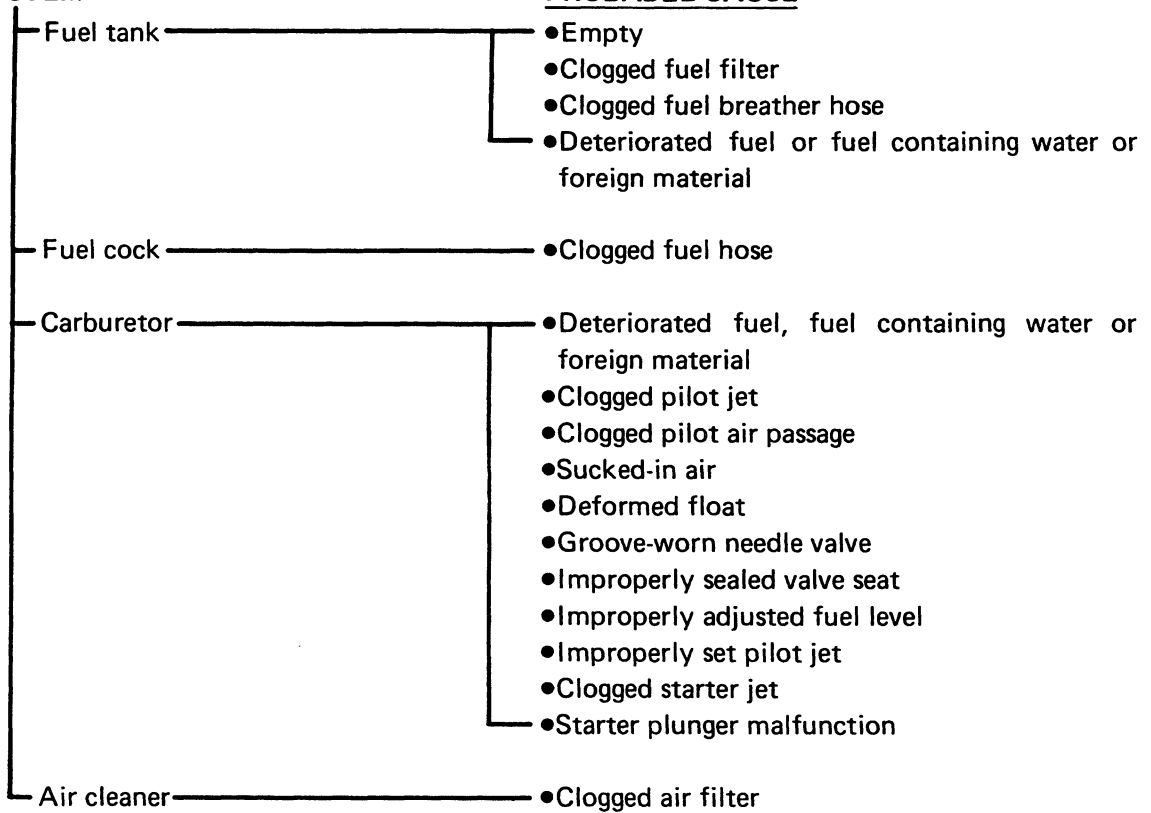 Fuel tank
●Empty
●Clogged fuel filter
●Clogged fuel breather hose
●Deteriorated fuel or fuel containing water or
foreign material
Fuel cock
●Clogged fuel hose
Carburetor
●Deteriorated fuel, fuel containing water or
foreign material
●Clogged pilot jet
●Clogged pilot air passage
●Sucked-in air
●Deformed float
●Groove-worn needle valve
●Improperly sealed valve seat
●Improperly adjusted fuel level
●Improperly set pilot jet
●Clogged starter jet
●Starter plunger malfunction
Air cleaner
●Clogged air filter